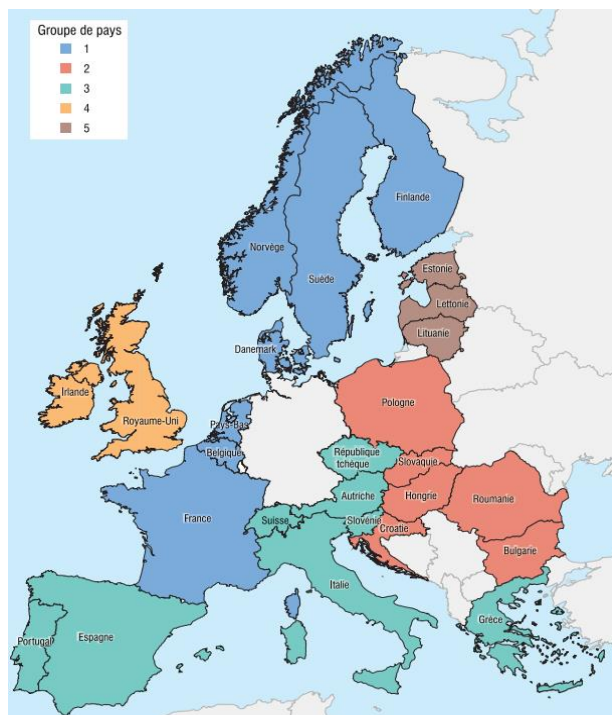 Groupe de pays
1
2
3
4
5
Finlande
Norvège
Suède
Estonie
Lettonie
Lituanie
Danemark
Irlande
Royaume-Uni
Pays-Bas
Belgique
Pologne
République
tchèque
Slovaquie
Autriche
Hongrie
Roumanie
France
Suisse
Slovénie
Croatie
Bulgarie
Italie
Portugal
Espagne
Grèce